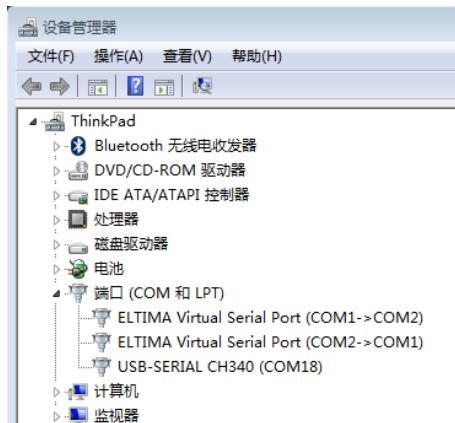 设备管理器
文件(F) 操作(A) 查看(V) 帮助(H)
ThinkPad
Bluetooth 无线电收发器
DVD/CD-ROM 驱动器
IDE ATA/ATAPI 控制器
处理器
磁盘驱动器
电池
端口 (COM 和 LPT)
ELTIMA Virtual Serial Port (COM1->COM2)
ELTIMA Virtual Serial Port (COM2->COM1)
USB-SERIAL CH340 (COM18)
计算机
监视器